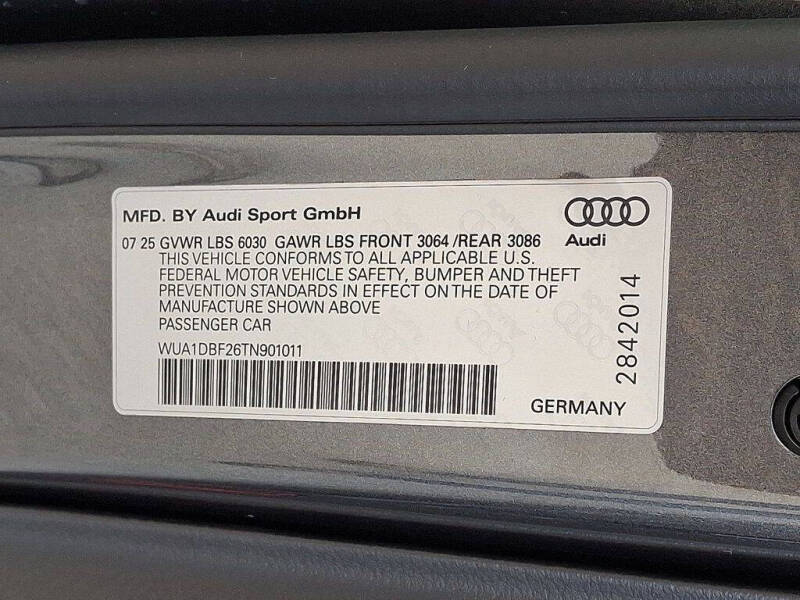 MFD. BY Audi Sport GmbH
07 25 GVWR LBS 6030 GAWR LBS FRONT 3064 /REAR 3086
Audi
THIS VEHICLE CONFORMS TO ALL APPLICABLE U.S.
FEDERAL MOTOR VEHICLE SAFETY, BUMPER AND THEFT
PREVENTION STANDARDS IN EFFECT ON THE DATE OF
MANUFACTURE SHOWN ABOVE
PASSENGER CAR
WUA1DBF26TN901011
2842014
GERMANY